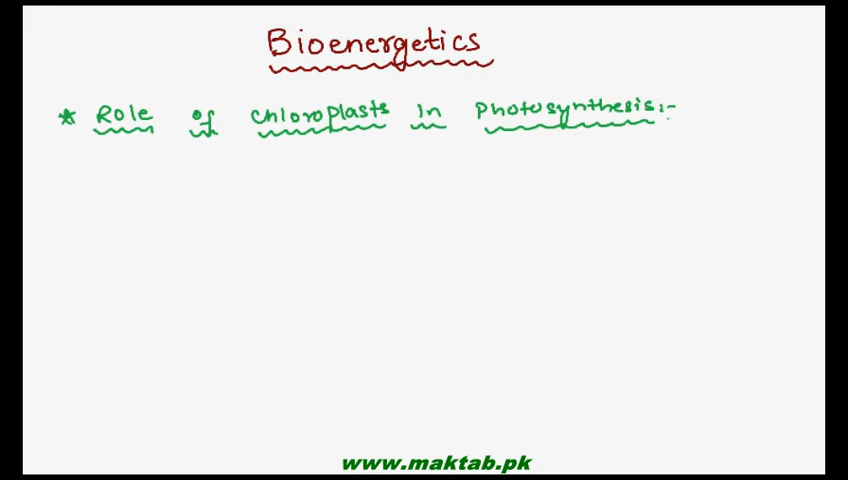 Bioenergetics
* Role of Chloroplasts in Photosynthesis:-
www.maktab.pk